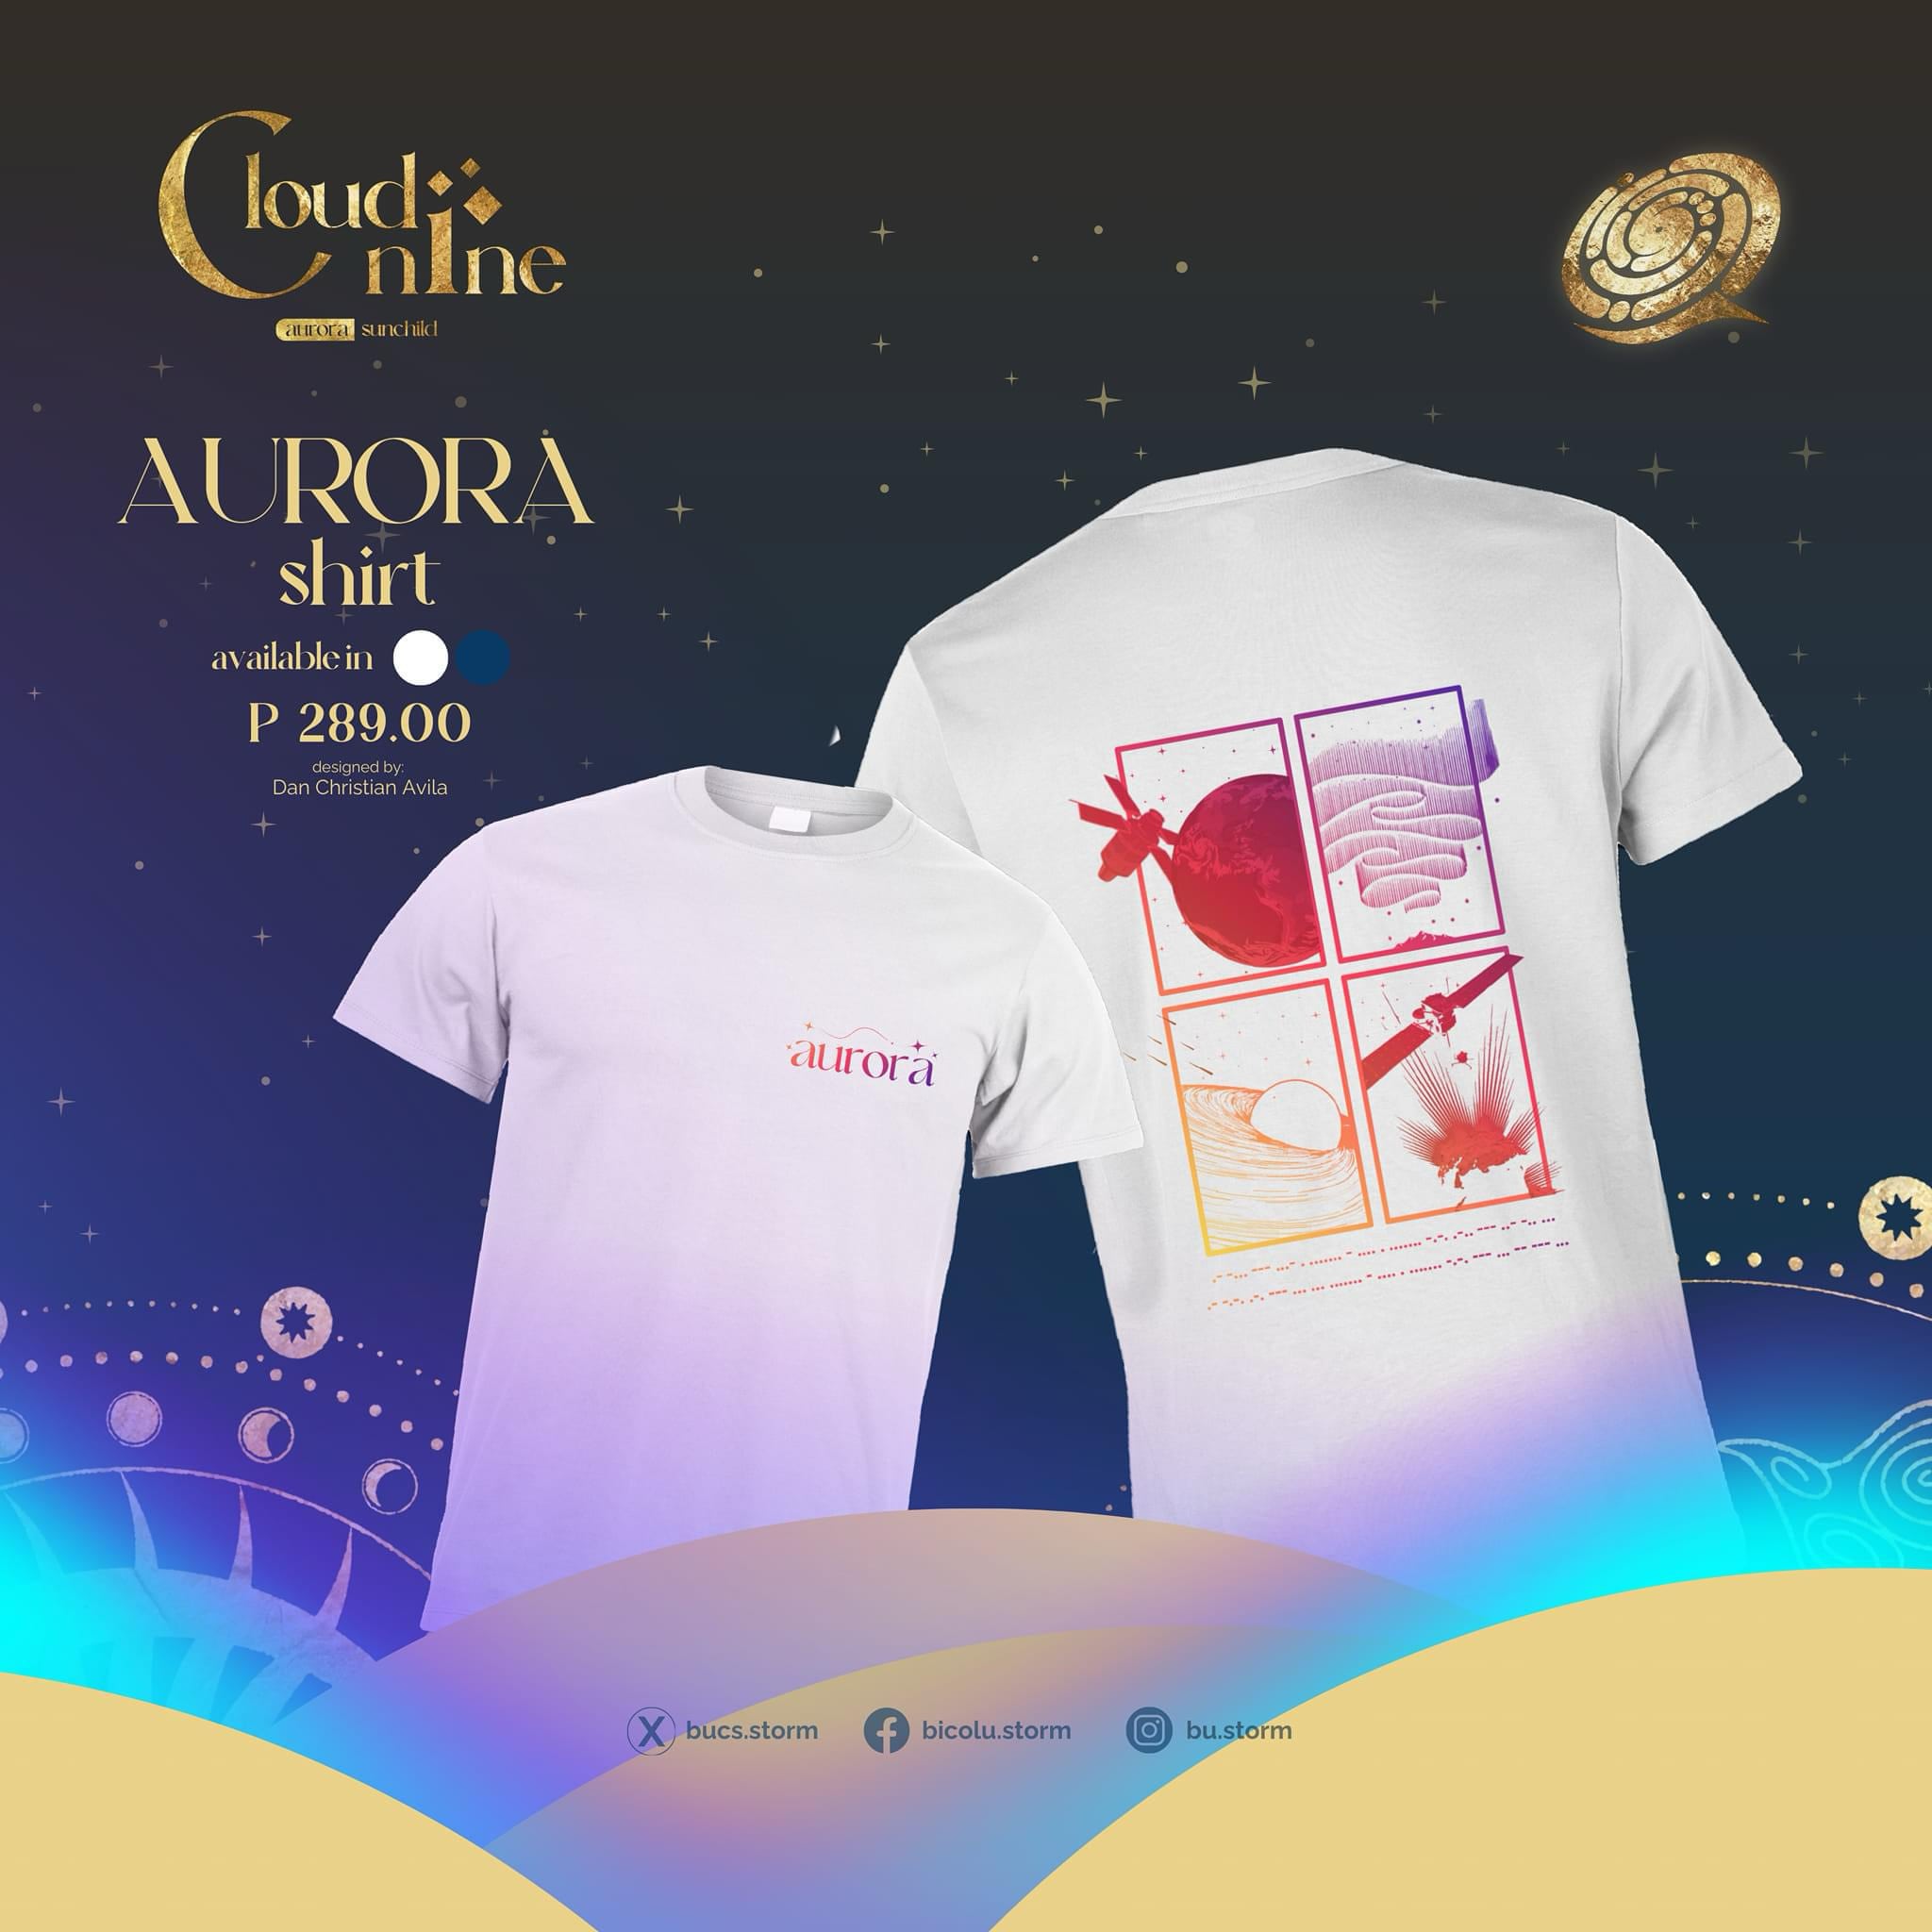 Cloud
nIne
aurora sunchild
AURORA
shirt
available in
P 289.00
designed by:
Dan Christian Avila
aurora
bucs.storm
bicolu.storm
bu.storm